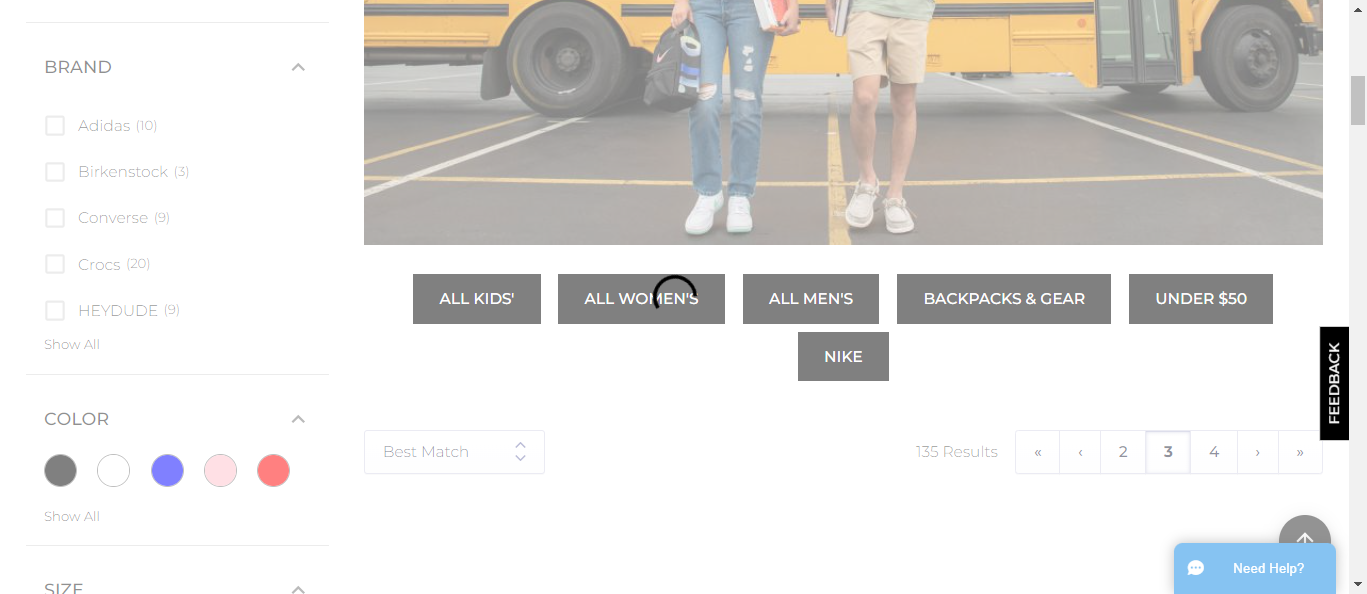 BRAND
Adidas (10)
Birkenstock (3)
Converse (9)
Crocs (20)
HEYDUDE (9)
Show All
COLOR
Show All
SIZE
ALL KIDS' ALL WOMEN'S ALL MEN'S BACKPACKS & GEAR UNDER $50
NIKE
Best Match 135 Results « ‹ 2 3 4 › »
FEEDBACK
Need Help?